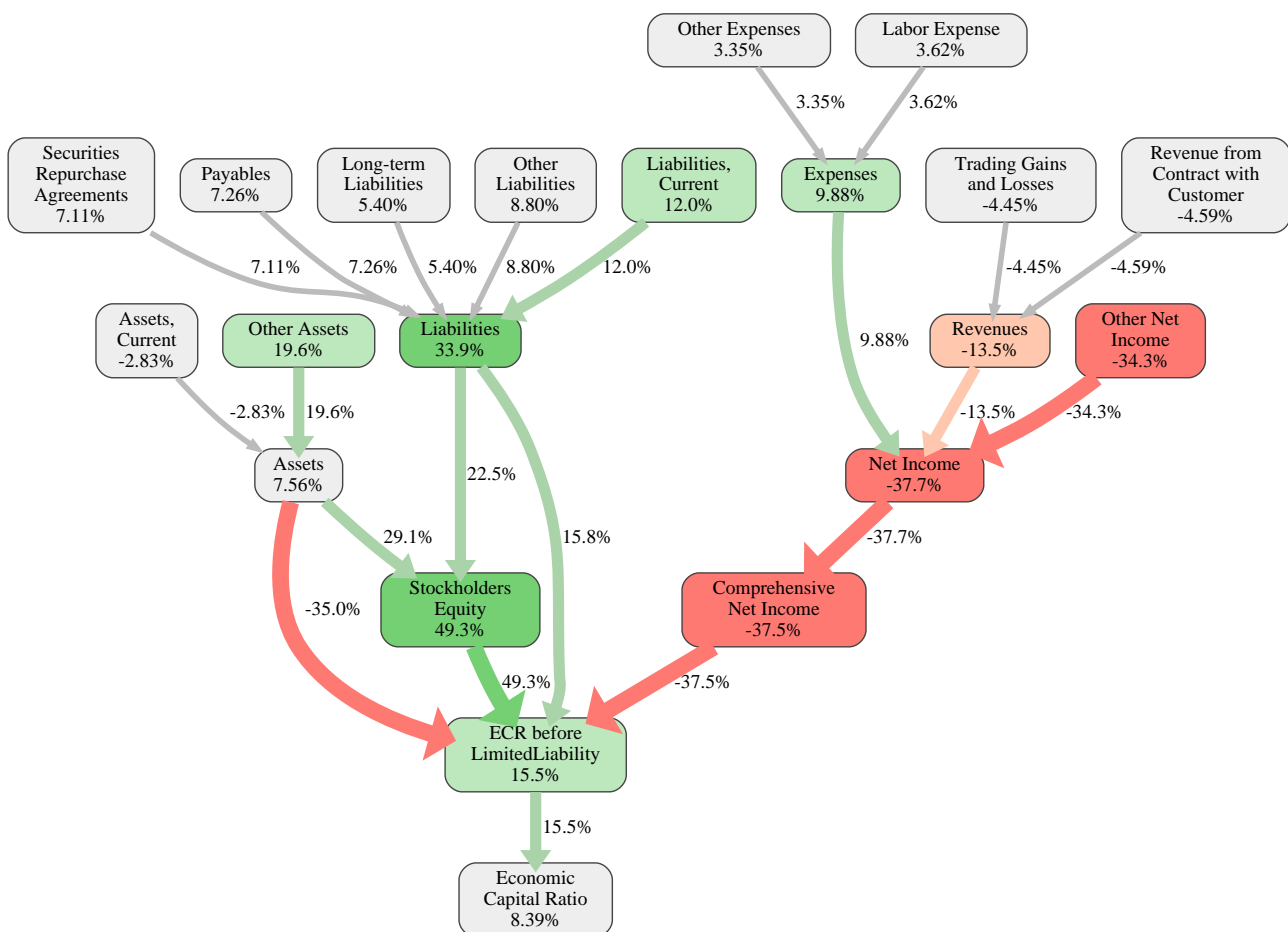 Other Expenses
3.35%
Labor Expense
3.62%
3.35%
3.62%
Securities
Repurchase
Agreements
7.11%
Payables
7.26%
Long-term
Liabilities
5.40%
Other
Liabilities
8.80%
Liabilities,
Current
12.0%
Expenses
9.88%
Trading Gains
and Losses
-4.45%
Revenue from
Contract with
Customer
-4.59%
7.11%
7.26%
5.40%
8.80%
12.0%
-4.45%
-4.59%
Assets,
Current
-2.83%
Other Assets
19.6%
Liabilities
33.9%
9.88%
Revenues
-13.5%
Other Net
Income
-34.3%
-2.83%
19.6%
-13.5%
-34.3%
Assets
7.56%
22.5%
Net Income
-37.7%
29.1%
15.8%
-37.7%
-35.0%
Stockholders
Equity
49.3%
Comprehensive
Net Income
-37.5%
49.3%
-37.5%
ECR before
LimitedLiability
15.5%
15.5%
Economic
Capital Ratio
8.39%